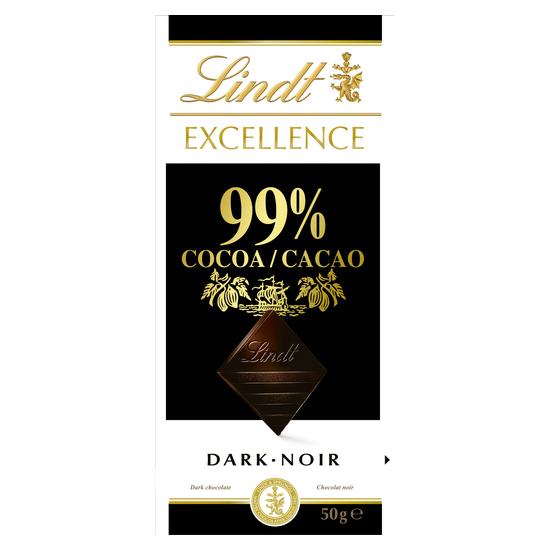 Lindt
EXCELLENCE
99%
COCOA / CACAO
Lindt
DARK · NOIR
Dark chocolate
Chocolat noir
50g℮